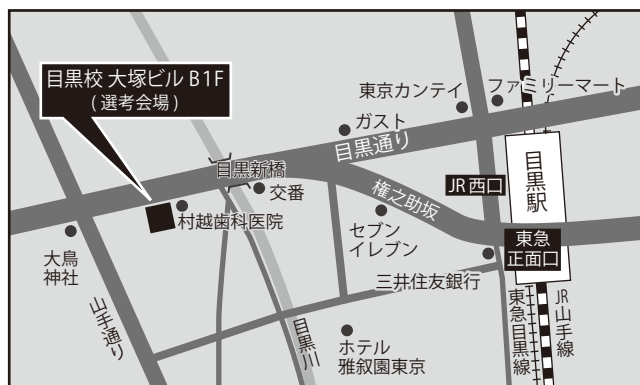 目黒校 大塚ビル B1F
(選考会場)
東京カンテイ
ファミリーマート
ガスト
目黒通り
目黒新橋
交番
権之助坂
JR 西口
目黒駅
村越歯科医院
セブン
イレブン
東急
正面口
大鳥
神社
三井住友銀行
山手通り
目黒川
ホテル
雅叙園東京
東急目黒線
JR山手線